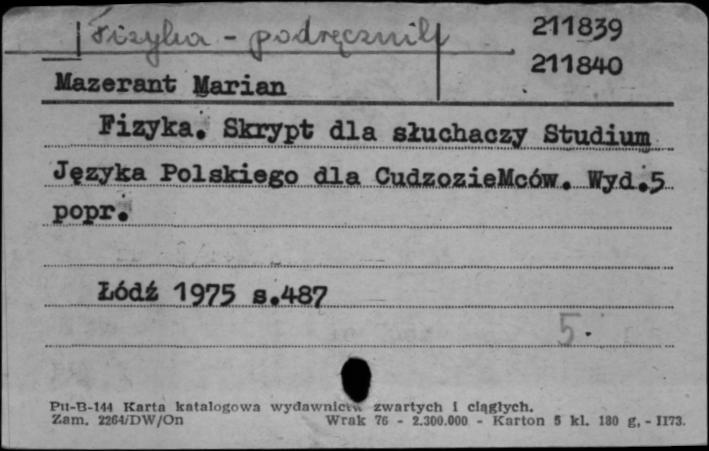 Fizyka - podręcznik
211839
211840
Mazerant Marian
Fizyka. Skrypt dla słuchaczy Studium
Języka Polskiego dla CudzozieMców. Wyd.5
popr.
Łódź 1975 s.487
5.
Pu-B-144 Karta katalogowa wydawnictw zwartych i ciągłych.
Zam. 2264/DW/On Wrak 76 - 2.300.000 - Karton 5 kl. 180 g. - II73.